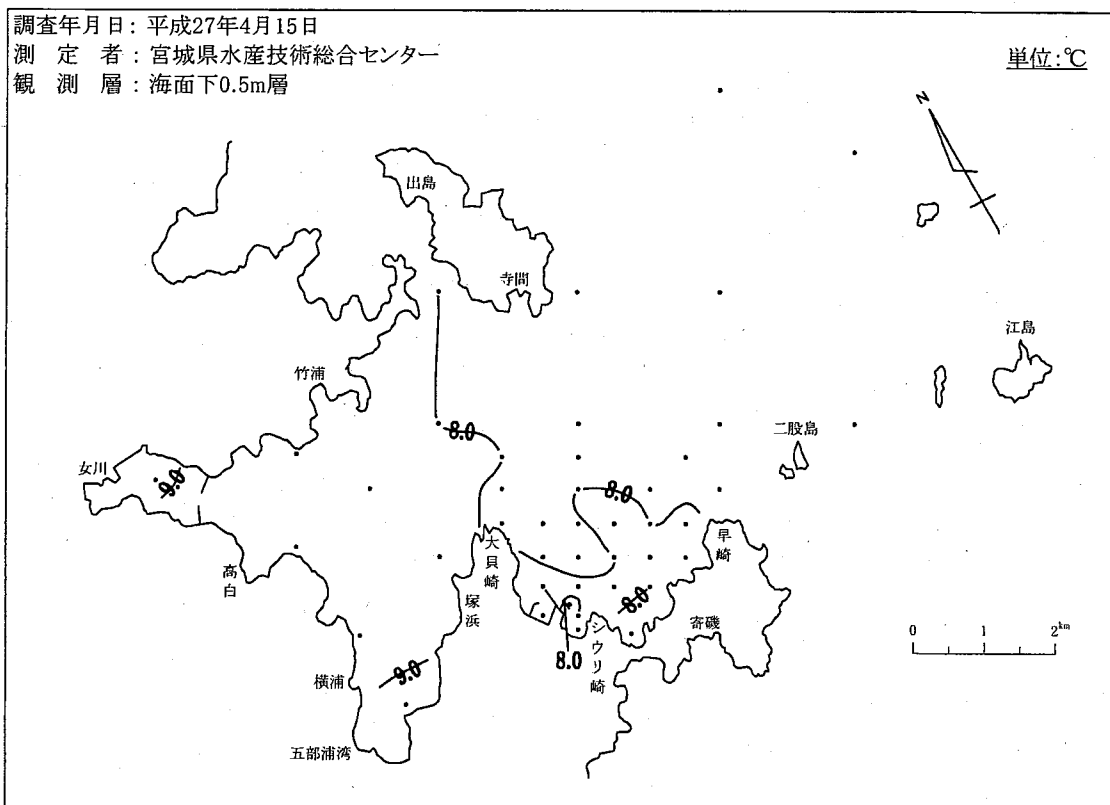 調査年月日：平成27年4月15日
測定者：宮城県水産技術総合センター
観測層：海面下0.5m層
単位：℃
N
出島
寺間
江島
竹浦
二股島
8.0
女川
9.0
8.0
大貝崎
早崎
高白
塚浜
8.0
寄磯
シウリ崎
0 1 2km
8.0
9.0
横浦
五部浦湾